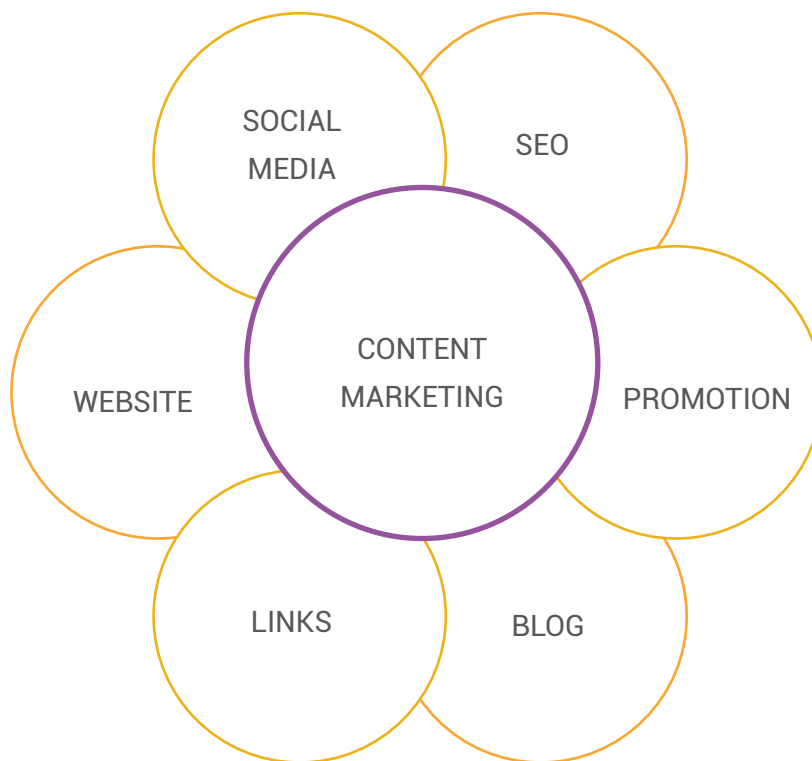 SOCIAL
MEDIA
SEO
CONTENT
MARKETING
WEBSITE
PROMOTION
LINKS
BLOG